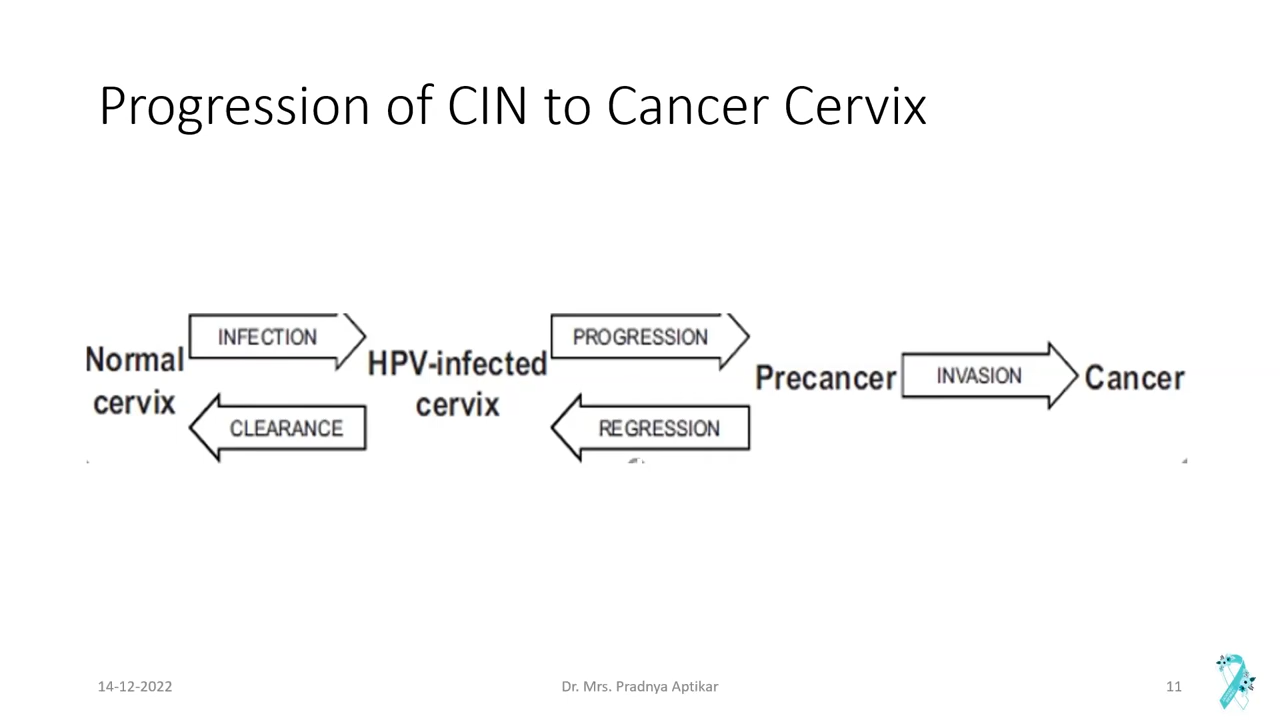 Progression of CIN to Cancer Cervix
INFECTION
PROGRESSION
Normal
cervix
HPV-infected
cervix
Precancer
INVASION
Cancer
CLEARANCE
REGRESSION
14-12-2022
Dr. Mrs. Pradnya Aptikar
11